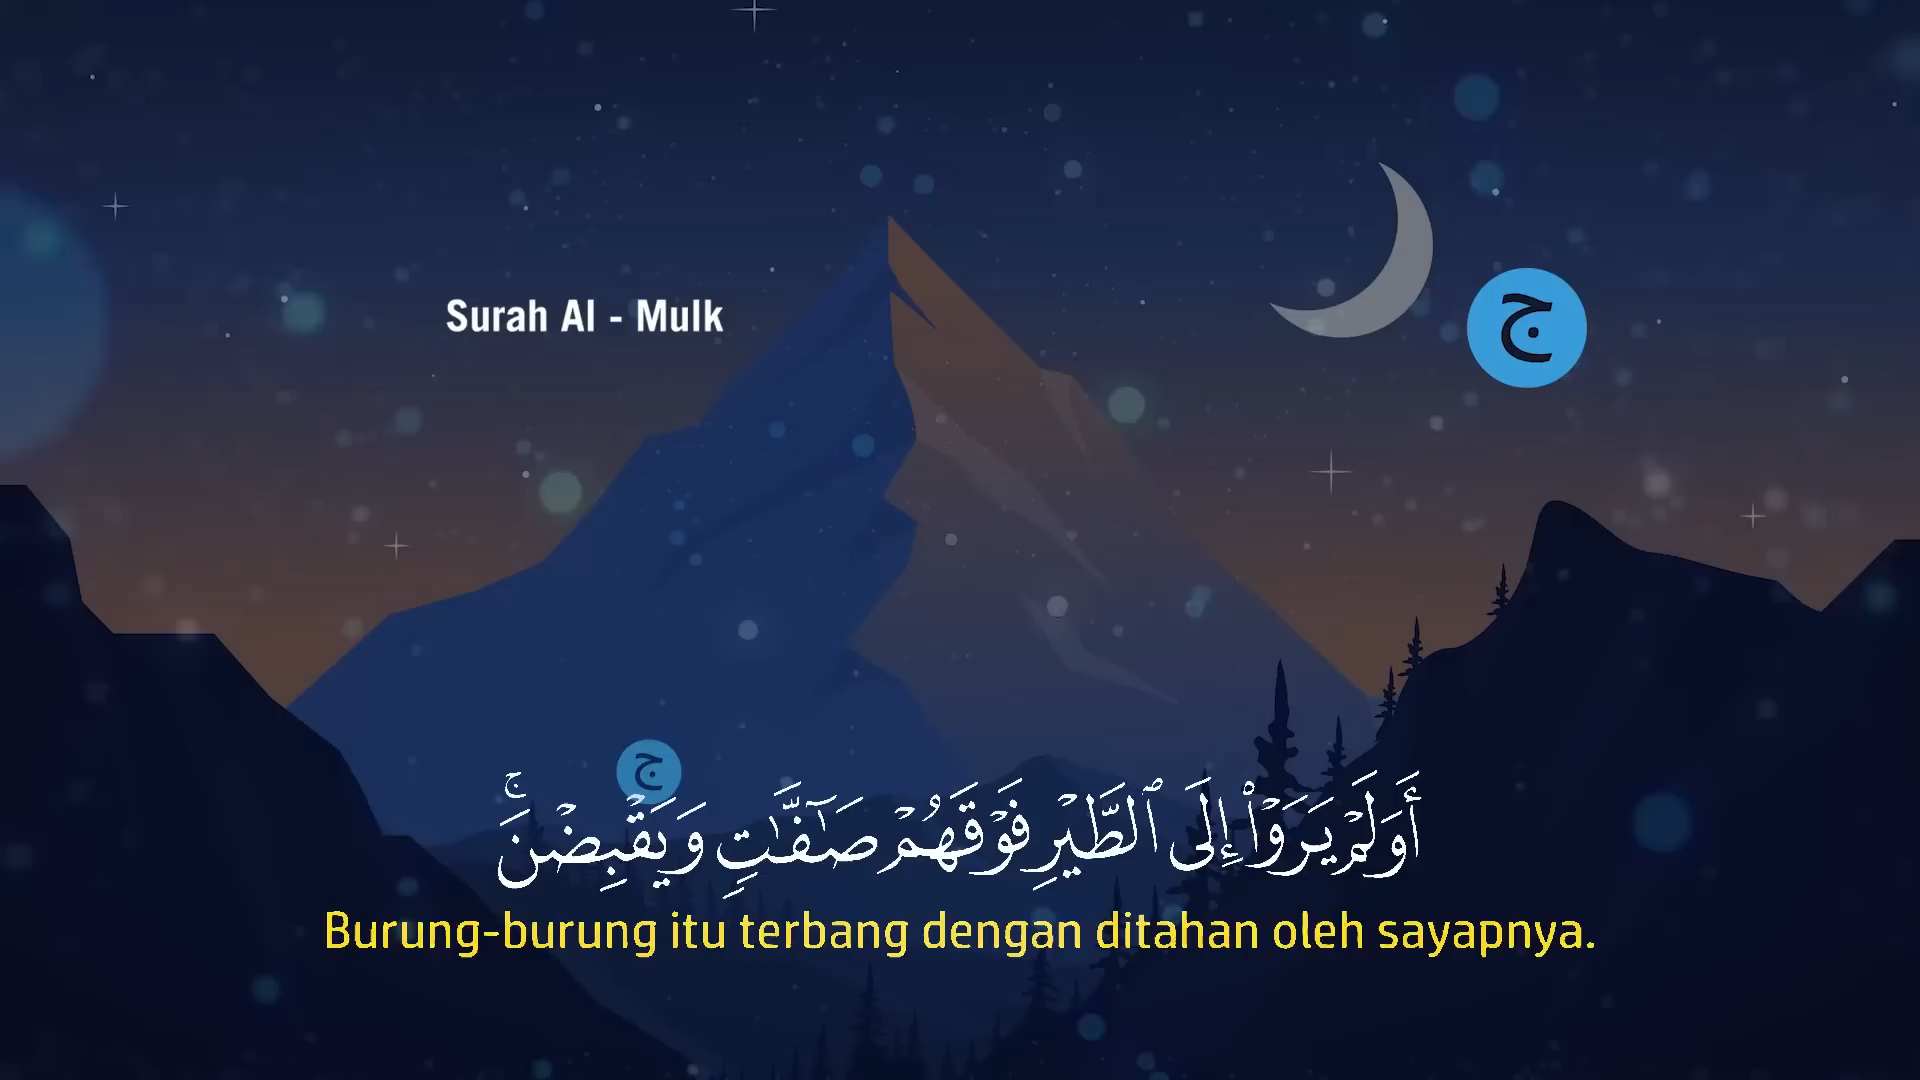 Surah Al - Mulk
ج
ج
أَوَلَمْ يَرَوْا۟ إِلَى ٱلطَّيْرِ فَوْقَهُمْ صَـٰٓفَّـٰتٍ وَيَقْبِضْنَ ۚ
Burung-burung itu terbang dengan ditahan oleh sayapnya.